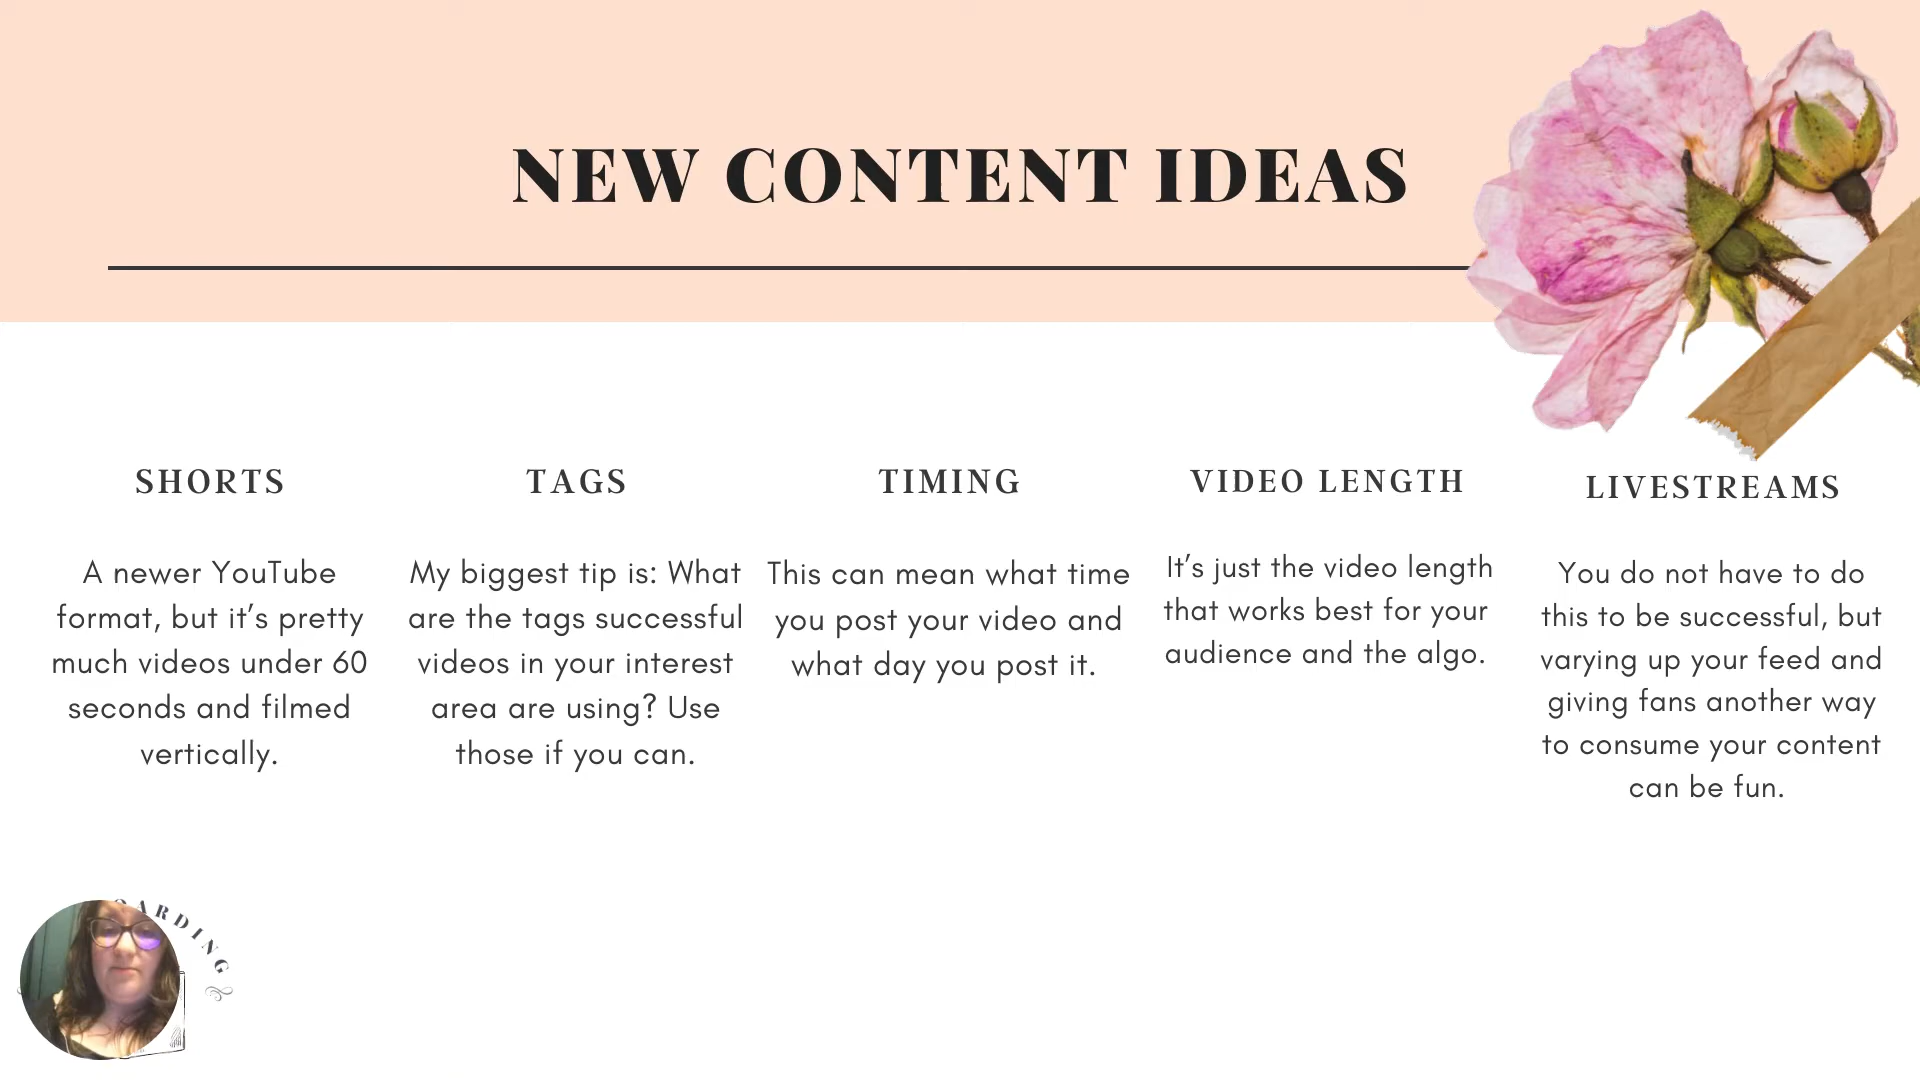 NEW CONTENT IDEAS
SHORTS
A newer YouTube
format, but it’s pretty
much videos under 60
seconds and filmed
vertically.
TAGS
My biggest tip is: What
are the tags successful
videos in your interest
area are using? Use
those if you can.
TIMING
This can mean what time
you post your video and
what day you post it.
VIDEO LENGTH
It’s just the video length
that works best for your
audience and the algo.
LIVESTREAMS
You do not have to do
this to be successful, but
varying up your feed and
giving fans another way
to consume your content
can be fun.